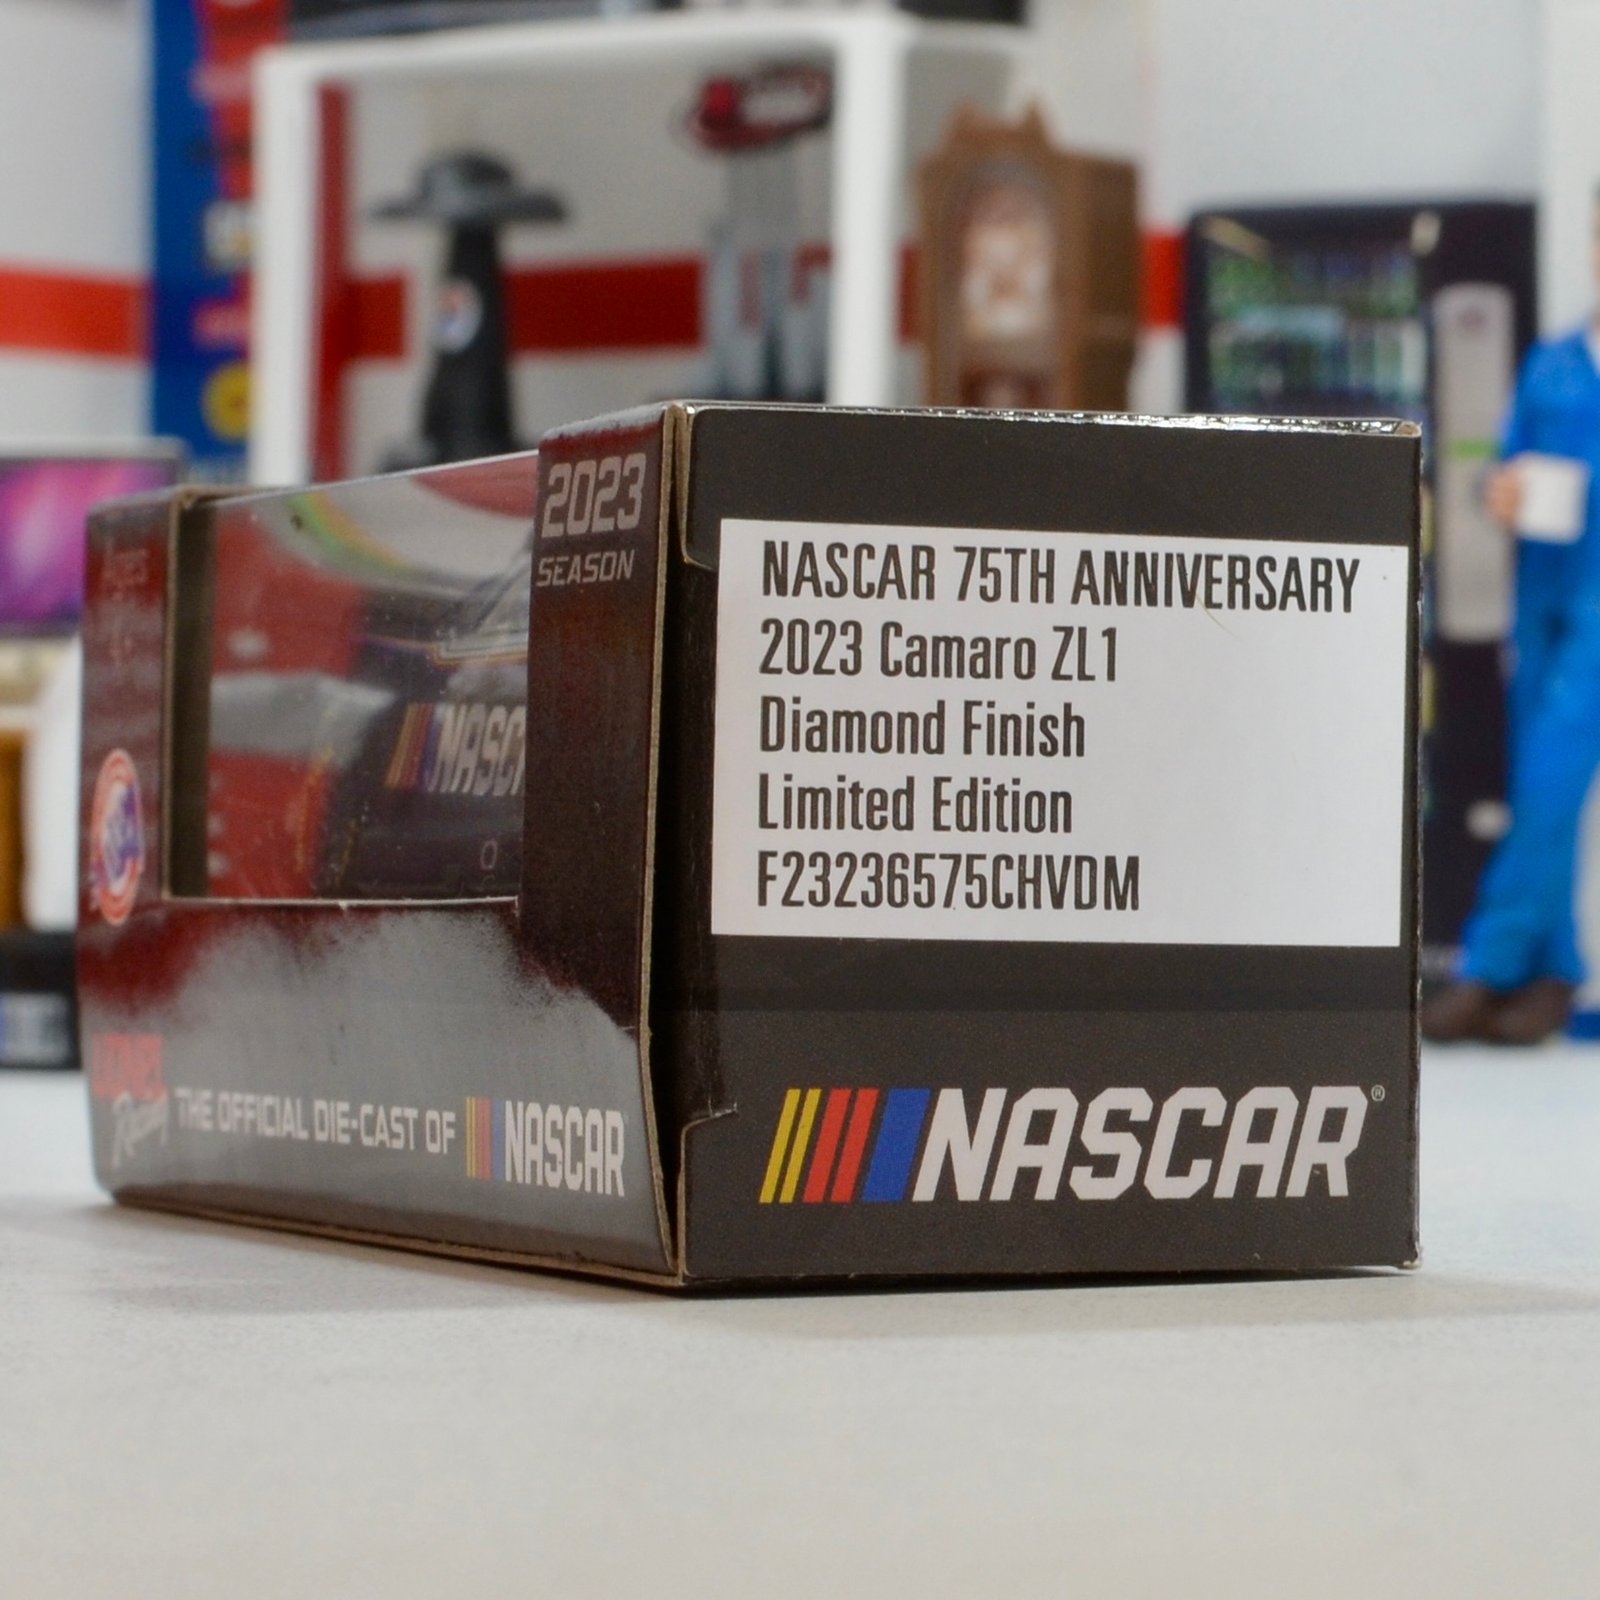 2023
SEASON
NASCAR
THE OFFICIAL DIE-CAST OF NASCAR
NASCAR 75TH ANNIVERSARY
2023 Camaro ZL1
Diamond Finish
Limited Edition
F23236575CHVDM
NASCAR®